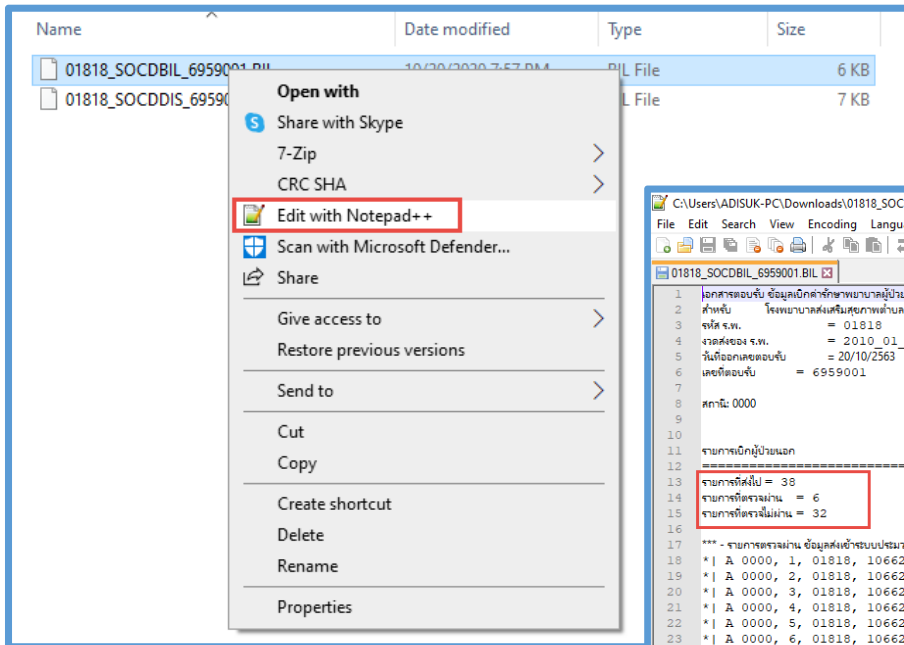 Name Date modified Type Size
01818_SOCDBIL_6959001.BIL 10/20/2020 7:57 PM BIL File 6 KB
01818_SOCDDIS_69590 L File 7 KB
Open with
Share with Skype
7-Zip
CRC SHA
Edit with Notepad++
Scan with Microsoft Defender...
Share
Give access to
Restore previous versions
Send to
Cut
Copy
Create shortcut
Delete
Rename
Properties
C:\Users\ADISUK-PC\Downloads\01818_SOC
File Edit Search View Encoding Langu
01818_SOCDBIL_6959001.BIL
1 เอกสารตอบรับ ข้อมูลเบิกค่ารักษาพยาบาลผู้ป่วย
2 สำหรับ โรงพยาบาลส่งเสริมสุขภาพตำบล
3 รหัส ร.พ. = 01818
4 งวดส่งของ ร.พ. = 2010_01_
5 วันที่ออกเลขตอบรับ = 20/10/2563
6 เลขที่ตอบรับ = 6959001
7
8 สถานี: 0000
9
10
11 รายการเบิกผู้ป่วยนอก
12 ==========================
13 รายการที่ส่งไป = 38
14 รายการที่ตรวจผ่าน = 6
15 รายการที่ตรวจไม่ผ่าน = 32
16
17 *** - รายการตรวจผ่าน ข้อมูลส่งเข้าระบบประมว
18 *| A 0000, 1, 01818, 10662
19 *| A 0000, 2, 01818, 10662
20 *| A 0000, 3, 01818, 10662
21 *| A 0000, 4, 01818, 10662
22 *| A 0000, 5, 01818, 10662
23 *| A 0000, 6, 01818, 10662